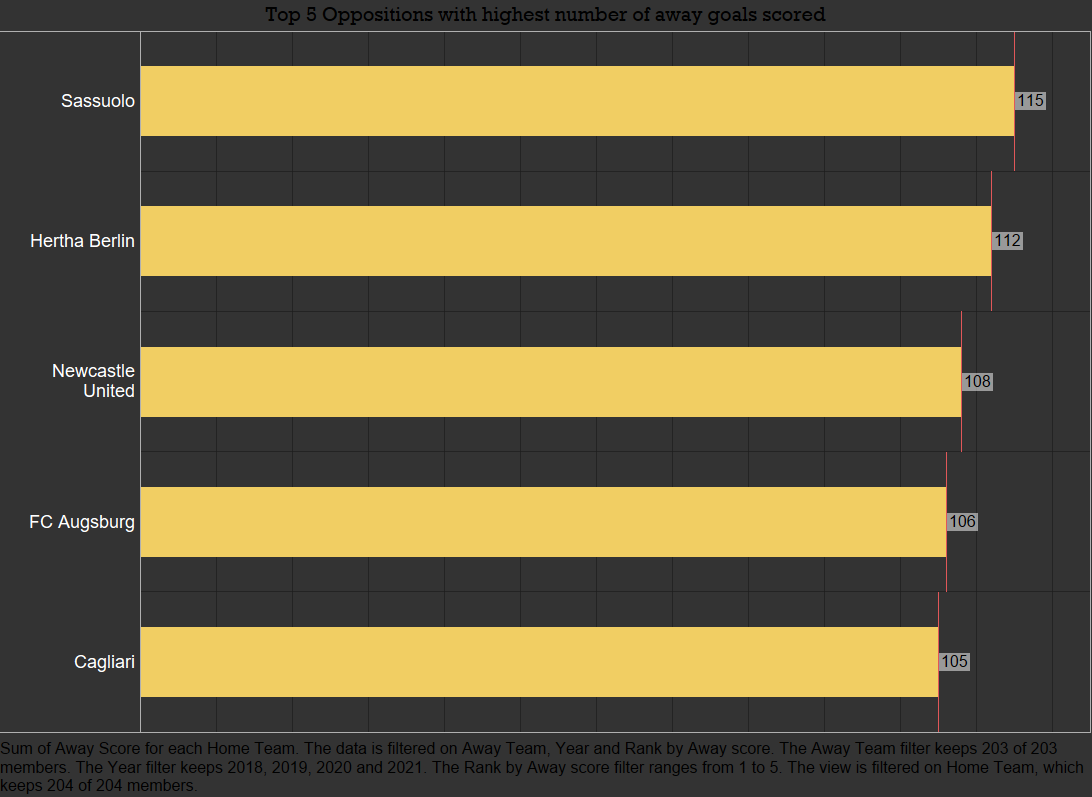 Top 5 Oppositions with highest number of away goals scored
Sassuolo
115
Hertha Berlin
112
Newcastle
United
108
FC Augsburg
106
Cagliari
105
Sum of Away Score for each Home Team. The data is filtered on Away Team, Year and Rank by Away score. The Away Team filter keeps 203 of 203
members. The Year filter keeps 2018, 2019, 2020 and 2021. The Rank by Away score filter ranges from 1 to 5. The view is filtered on Home Team, which
keeps 204 of 204 members.